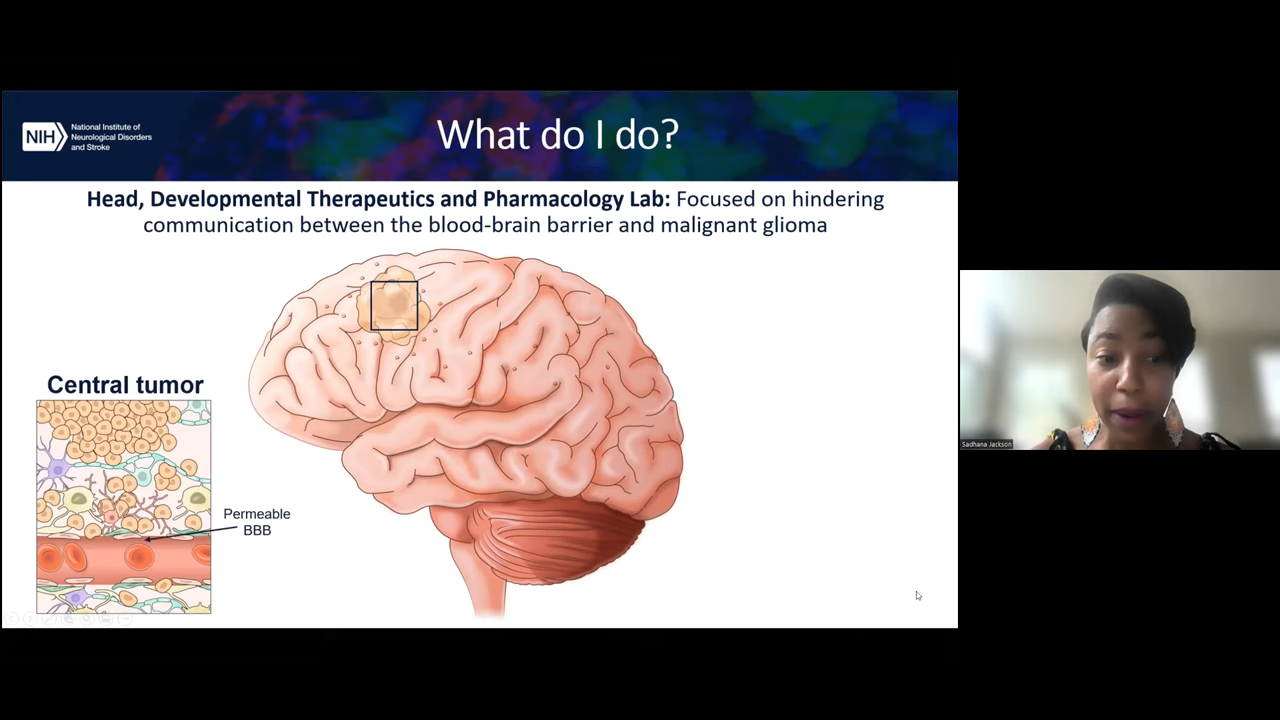 NIH
National Institute of
Neurological Disorders
and Stroke
What do I do?
Head, Developmental Therapeutics and Pharmacology Lab: Focused on hindering
communication between the blood-brain barrier and malignant glioma
Central tumor
Permeable
BBB
Sadhana Jackson